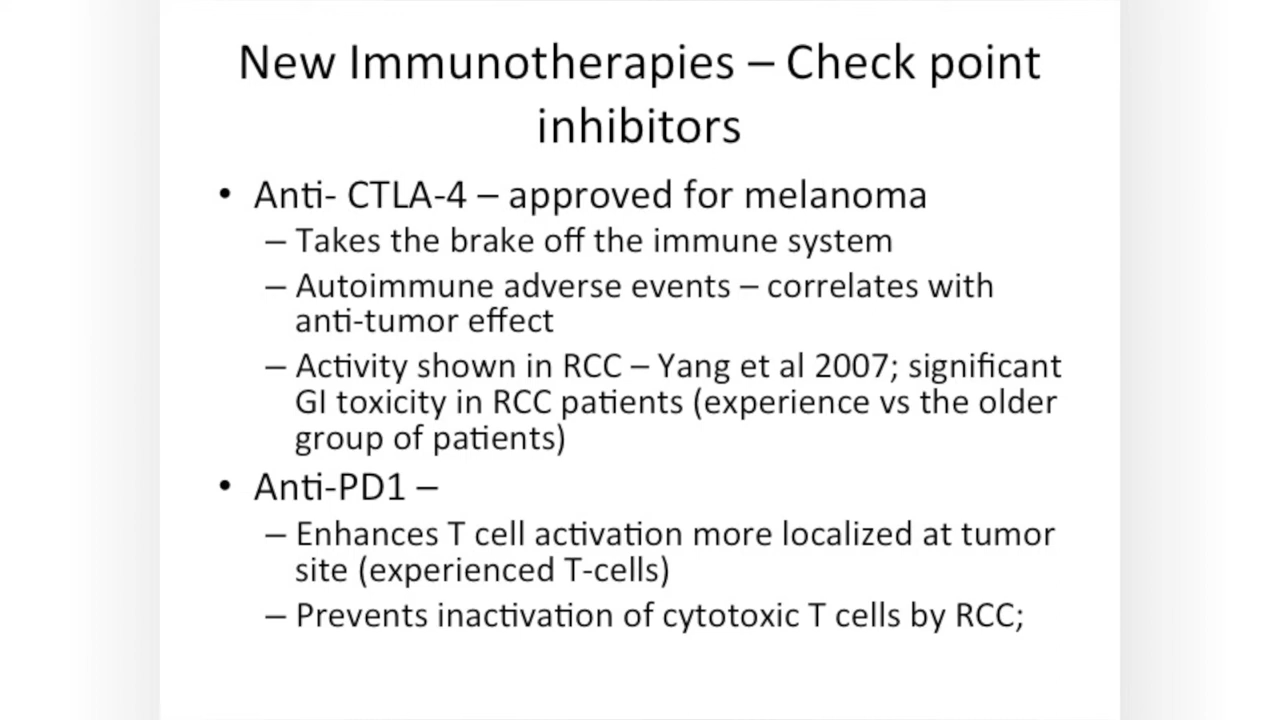 New Immunotherapies – Check point
inhibitors
• Anti- CTLA-4 – approved for melanoma
– Takes the brake off the immune system
– Autoimmune adverse events – correlates with
anti-tumor effect
– Activity shown in RCC – Yang et al 2007; significant
GI toxicity in RCC patients (experience vs the older
group of patients)
• Anti-PD1 –
– Enhances T cell activation more localized at tumor
site (experienced T-cells)
– Prevents inactivation of cytotoxic T cells by RCC;